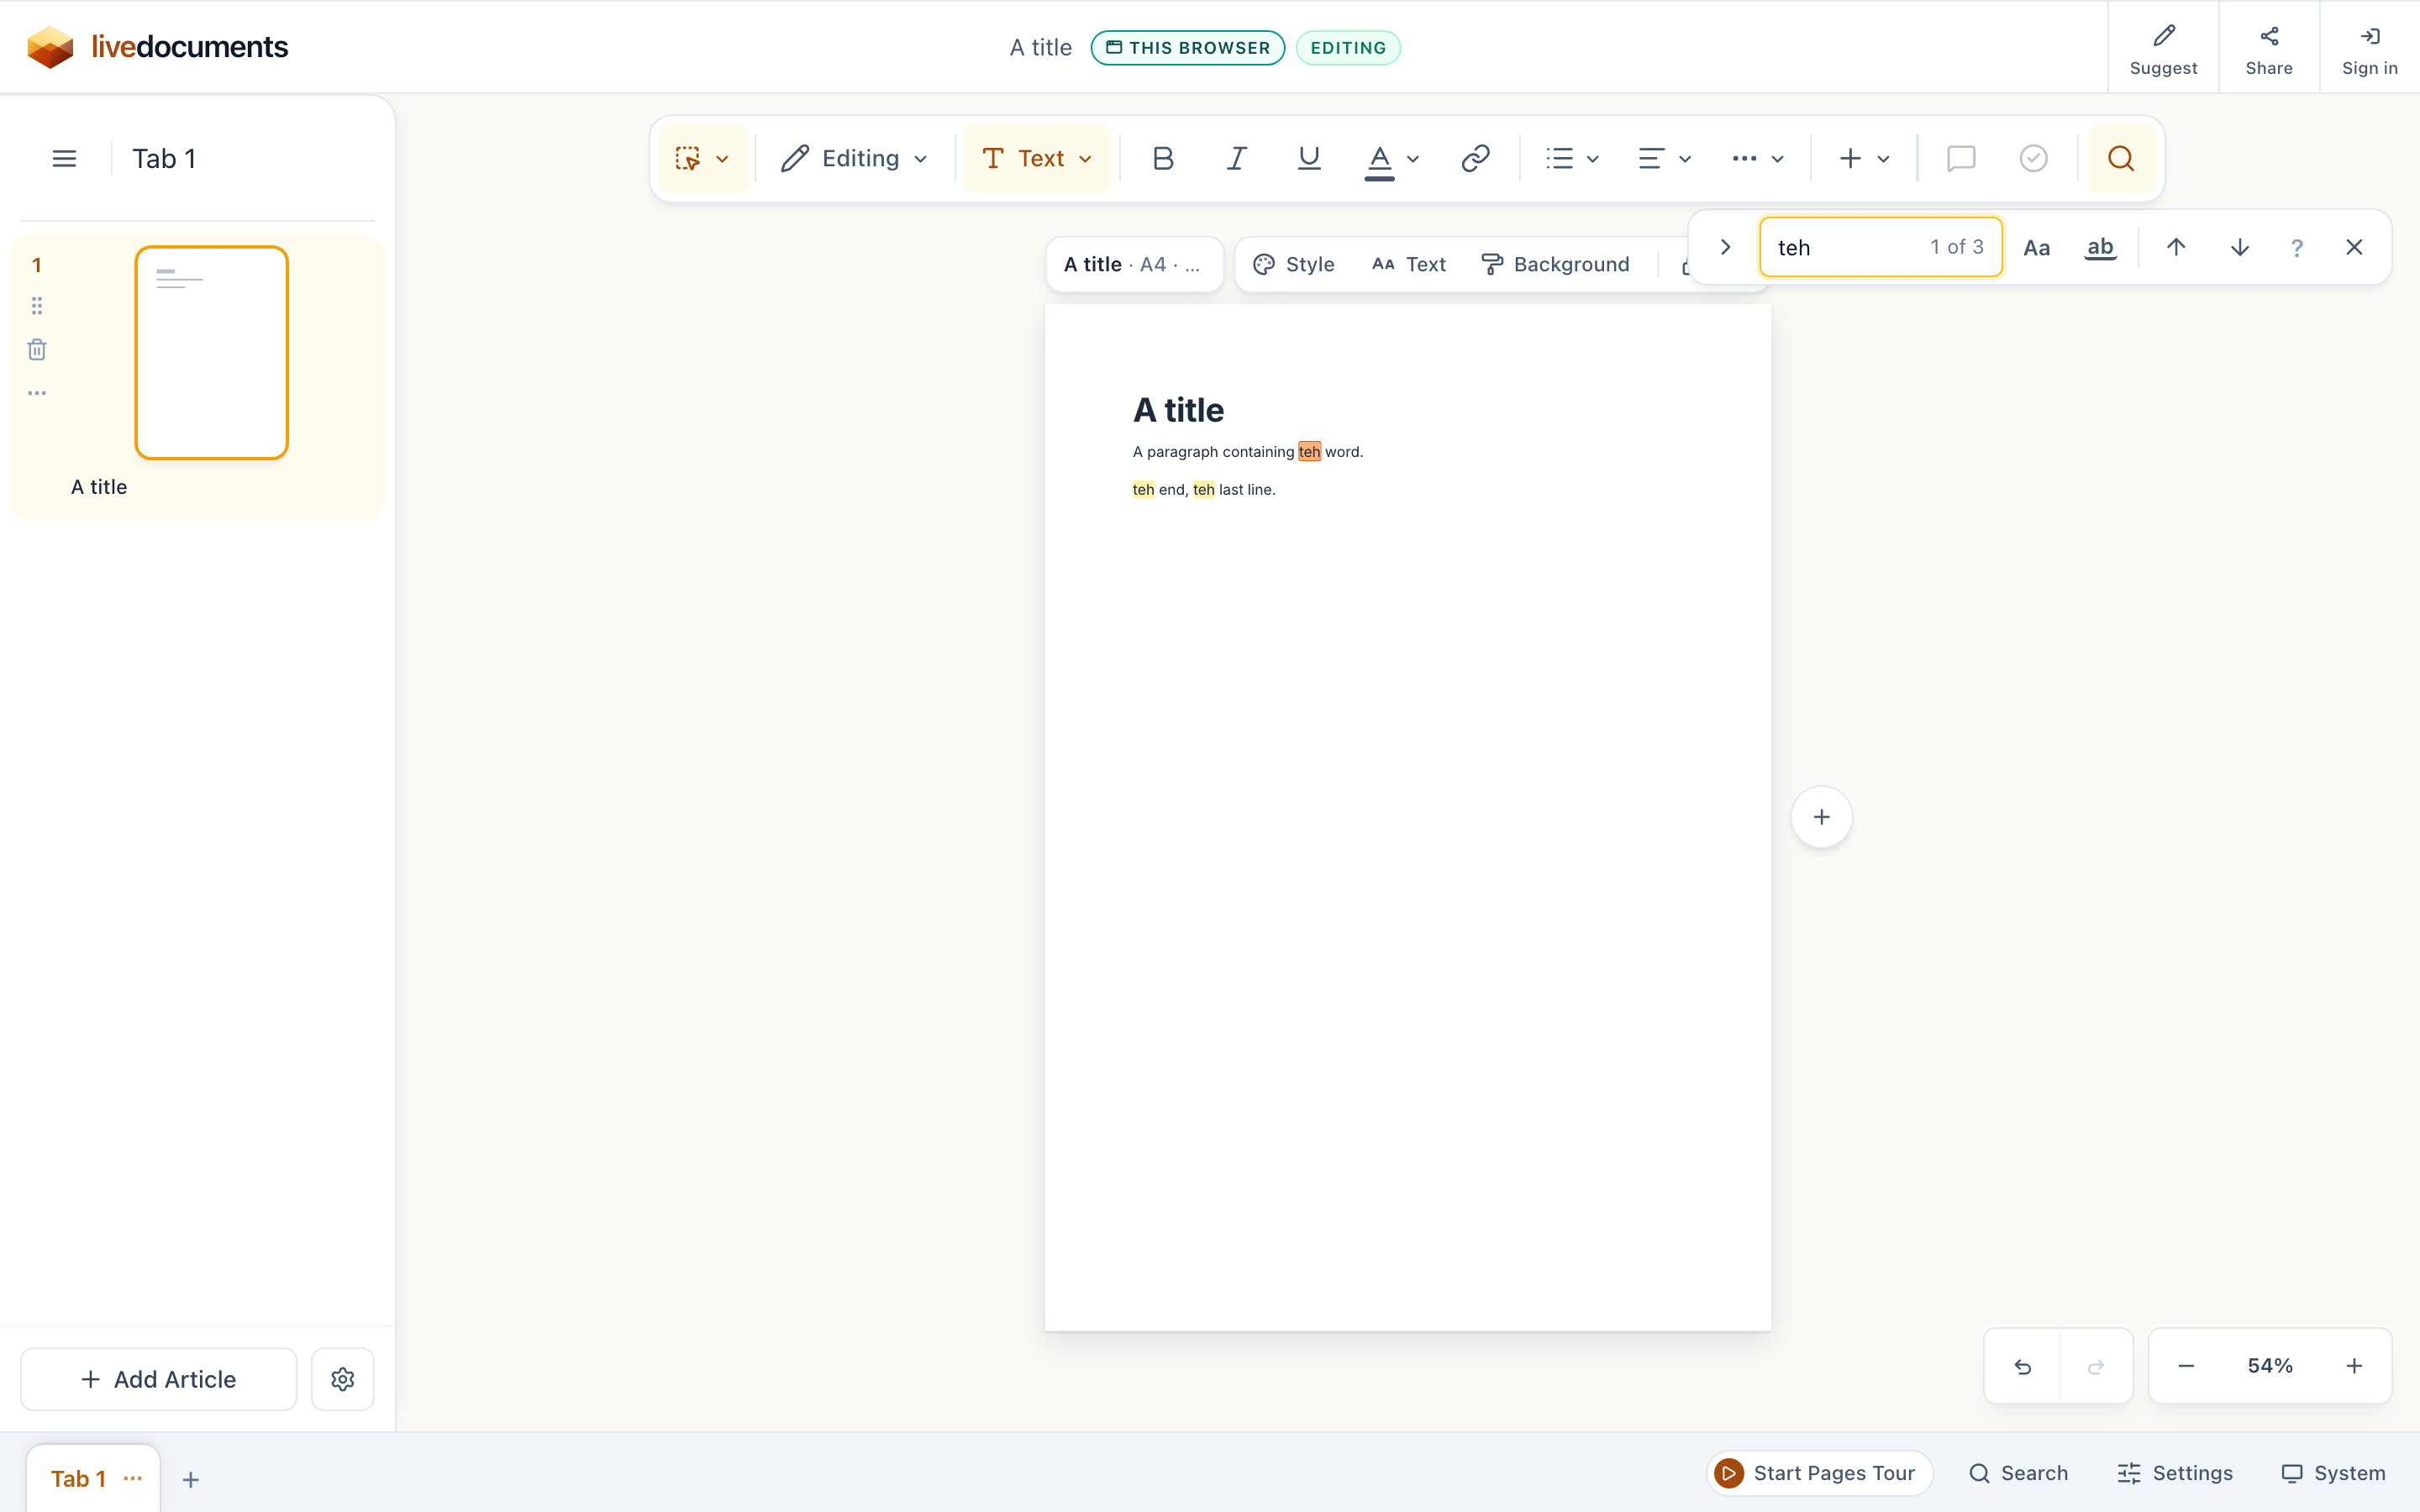 livedocuments
A title THIS BROWSER EDITING
Suggest Share Sign in
Tab 1
Editing Text
teh 1 of 3 Aa ab ?
A title · A4 · ... Style Text Background
1
A title
A title
A paragraph containing teh word.
teh end, teh last line.
+ Add Article
54%
Tab 1 ... +
Start Pages Tour Search Settings System